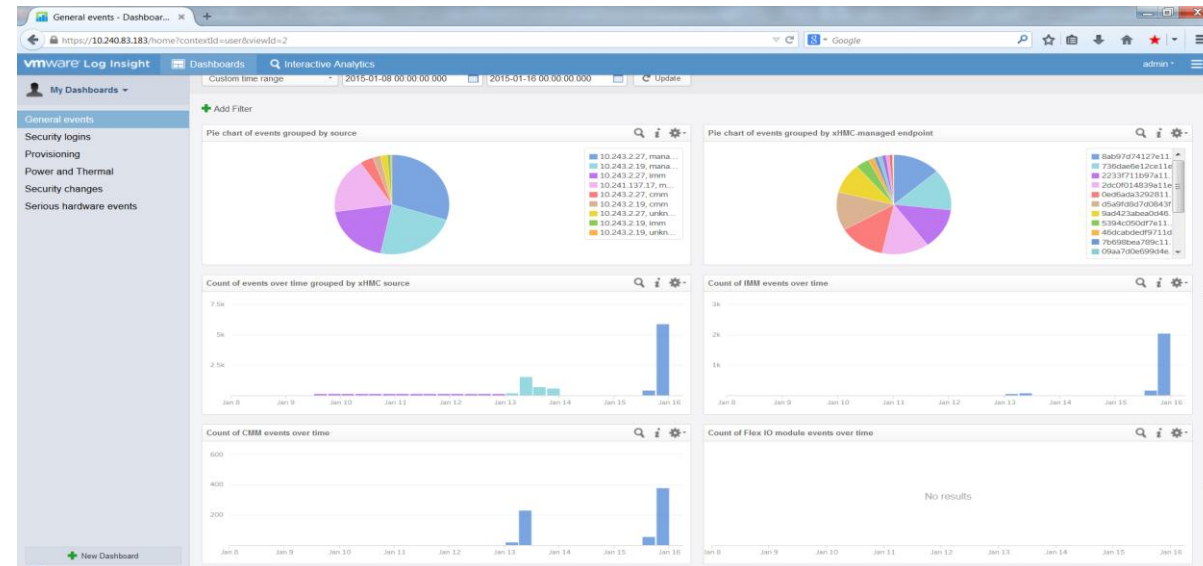 General events - Dashboar... ×
https://10.240.83.183/home?contextId=user&viewId=2
Google
vmware Log Insight
Dashboards
Interactive Analytics
admin
My Dashboards
Custom time range
2015-01-08 00:00:00.000
2015-01-16 00:00:00.000
Update
Add Filter
General events
Security logins
Provisioning
Power and Thermal
Security changes
Serious hardware events
New Dashboard
Pie chart of events grouped by source
10.243.2.27, mana...
10.243.2.19, mana...
10.243.2.27, imm
10.241.137.17, m...
10.243.2.27, cmm
10.243.2.19, cmm
10.243.2.27, unkn...
10.243.2.19, imm
10.243.2.19, unkn...
Pie chart of events grouped by xHMC-managed endpoint
8ab97d74127e11.
736dae6e12ce11e
2233f711b97a11.
2dc0f014839a11e
0ed6ada3292811.
d5a9fd8d7d0843f
9ad423abea0d46.
5394c050df7e11.
46dcabdedf9711d
7b698bea789c11.
09aa7d0e699d4e.
Count of events over time grouped by xHMC source
7.5k
5k
2.5k
Jan 8 Jan 9 Jan 10 Jan 11 Jan 12 Jan 13 Jan 14 Jan 15 Jan 16
Count of IMM events over time
3k
2k
1k
Jan 8 Jan 9 Jan 10 Jan 11 Jan 12 Jan 13 Jan 14 Jan 15 Jan 16
Count of CMM events over time
600
400
200
Jan 8 Jan 9 Jan 10 Jan 11 Jan 12 Jan 13 Jan 14 Jan 15 Jan 16
Count of Flex IO module events over time
No results
Jan 8 Jan 9 Jan 10 Jan 11 Jan 12 Jan 13 Jan 14 Jan 15 Jan 16